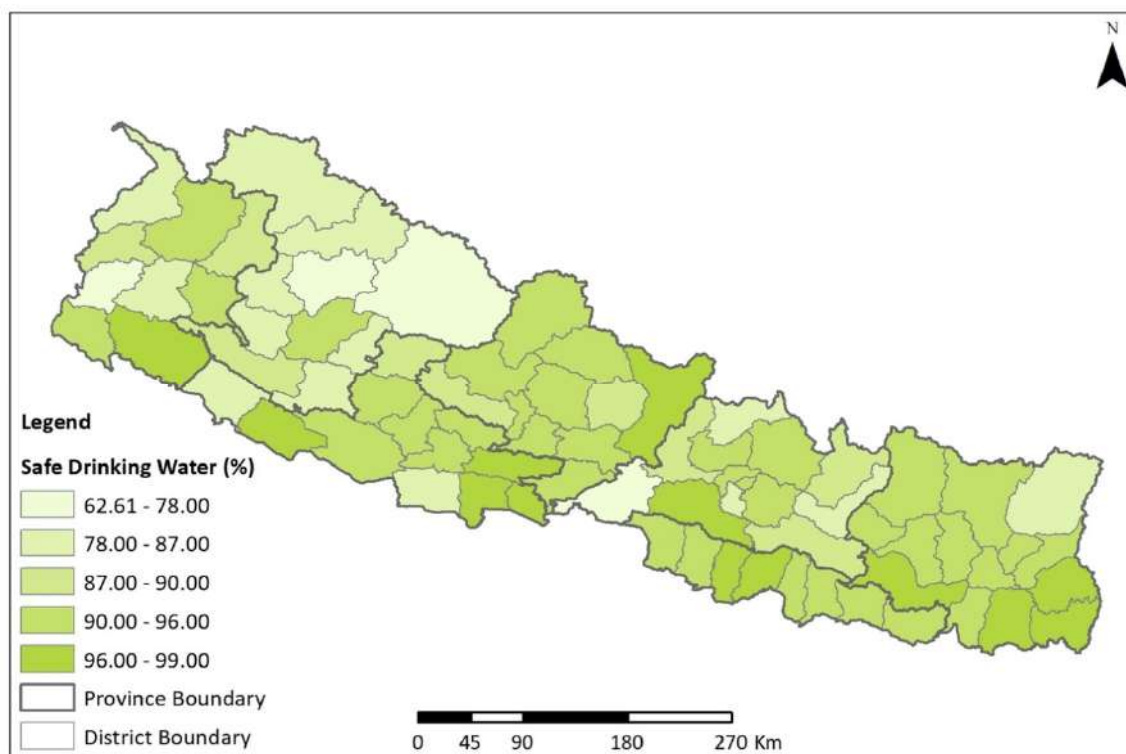 N
Legend
Safe Drinking Water (%)
62.61 - 78.00
78.00 - 87.00
87.00 - 90.00
90.00 - 96.00
96.00 - 99.00
Province Boundary
District Boundary
0 45 90 180 270 Km